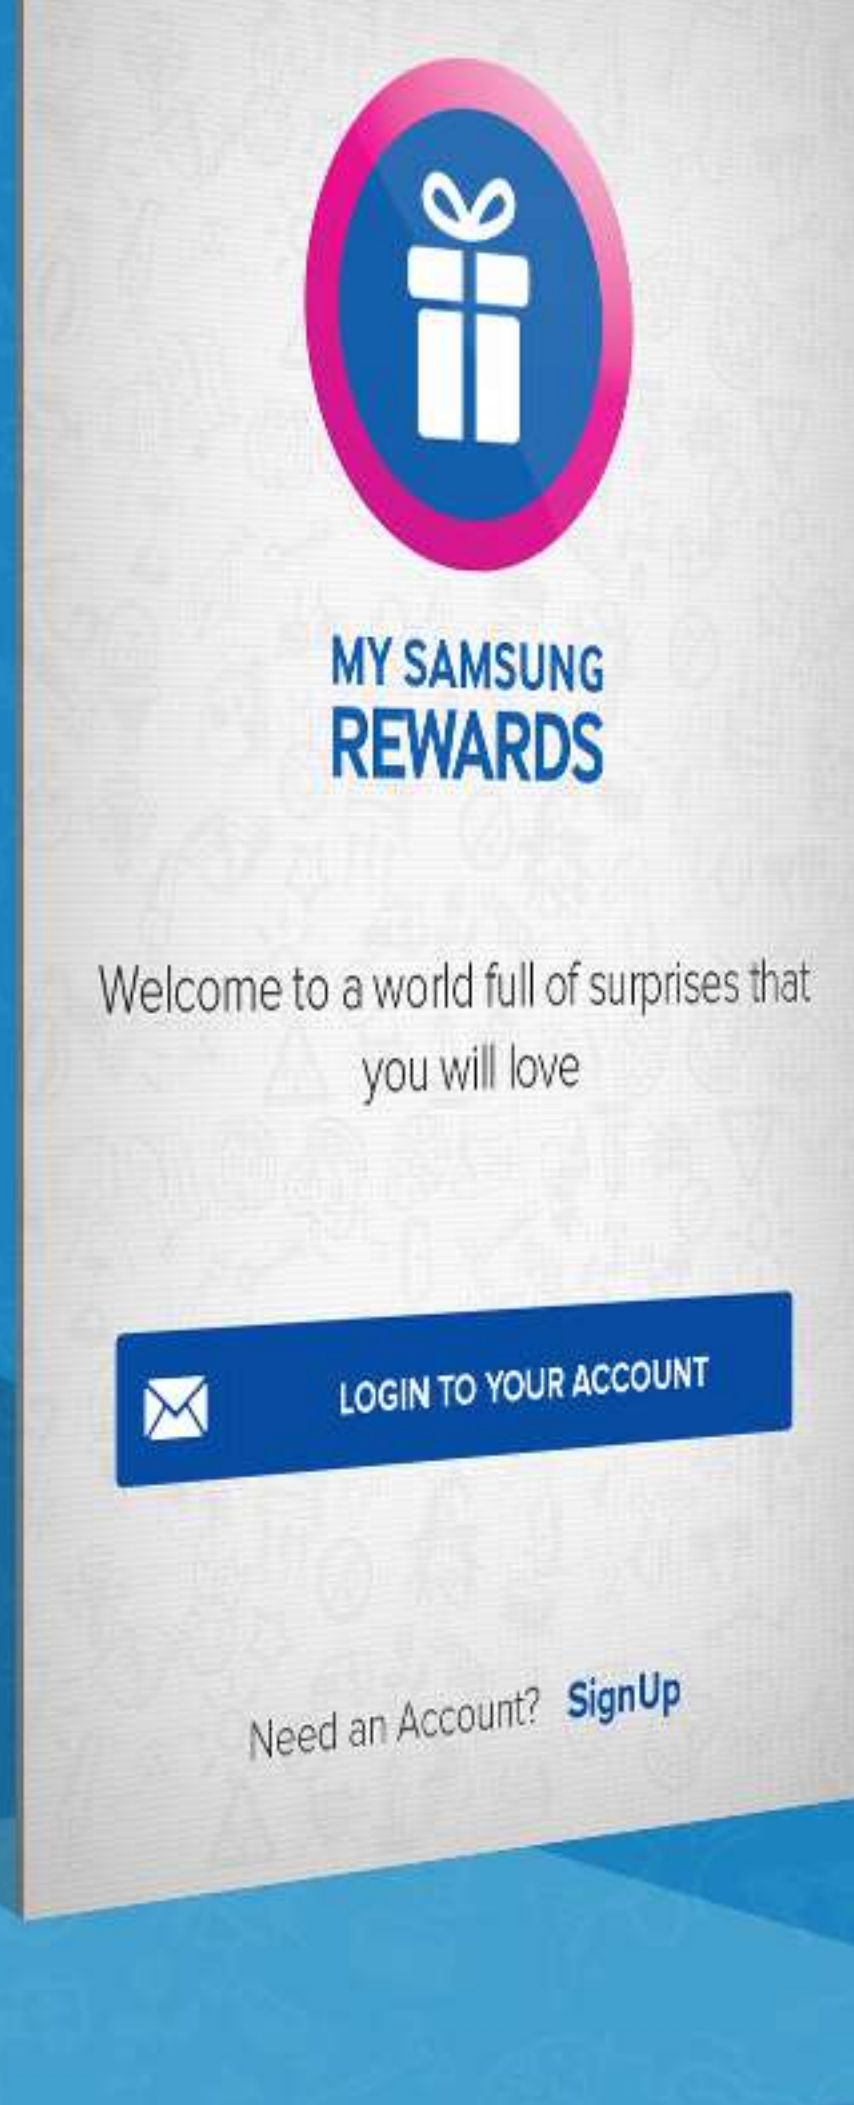 MY SAMSUNG
REWARDS
Welcome to a world full of surprises that
you will love
LOGIN TO YOUR ACCOUNT
Need an Account? SignUp